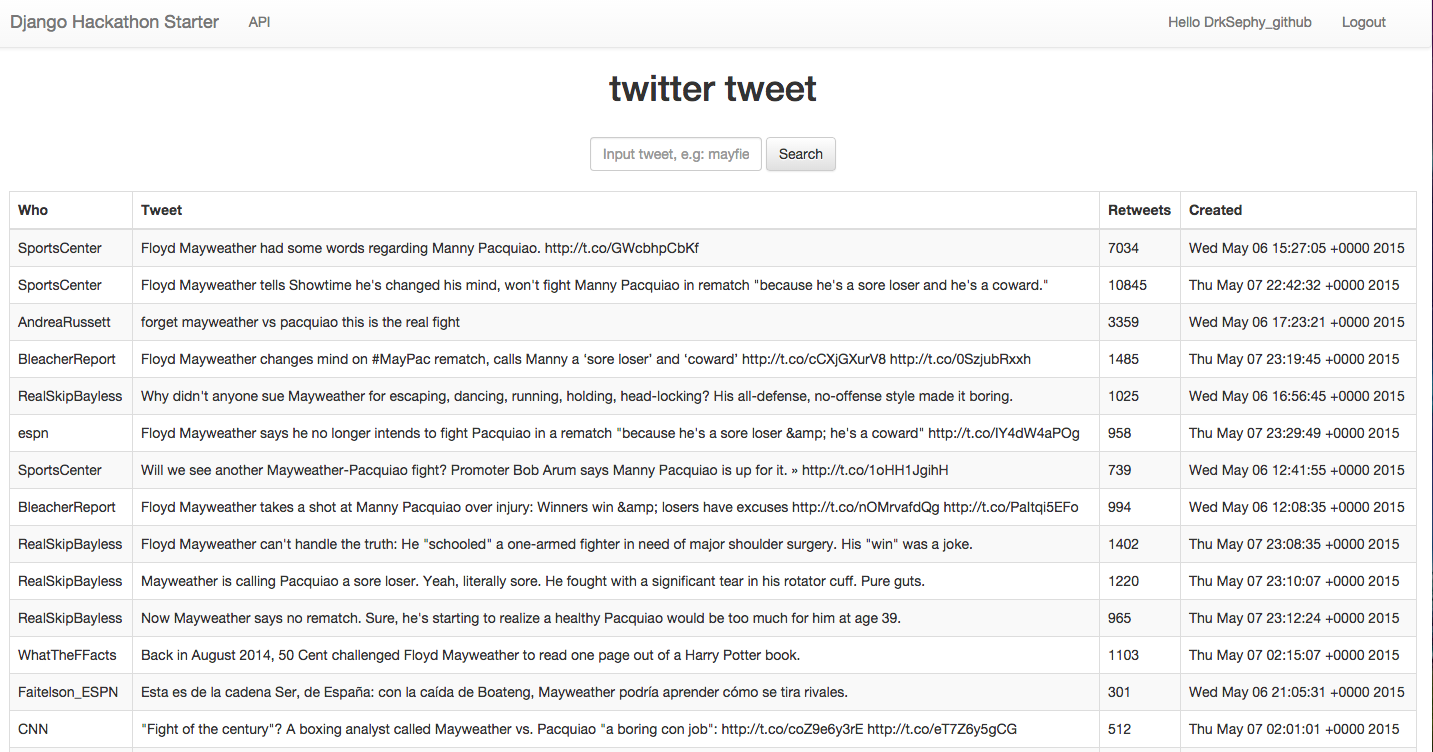 Django Hackathon Starter API Hello DrkSephy_github Logout
twitter tweet
Input tweet, e.g: mayfie Search
Who Tweet Retweets Created
SportsCenter Floyd Mayweather had some words regarding Manny Pacquiao. http://t.co/GWcbhpCbKf 7034 Wed May 06 15:27:05 +0000 2015
SportsCenter Floyd Mayweather tells Showtime he's changed his mind, won't fight Manny Pacquiao in rematch "because he's a sore loser and he's a coward." 10845 Thu May 07 22:42:32 +0000 2015
AndreaRussett forget mayweather vs pacquiao this is the real fight 3359 Wed May 06 17:23:21 +0000 2015
BleacherReport Floyd Mayweather changes mind on #MayPac rematch, calls Manny a ‘sore loser’ and ‘coward’ http://t.co/cCXjGXurV8 http://t.co/0SzjubRxxh 1485 Thu May 07 23:19:45 +0000 2015
RealSkipBayless Why didn't anyone sue Mayweather for escaping, dancing, running, holding, head-locking? His all-defense, no-offense style made it boring. 1025 Wed May 06 16:56:45 +0000 2015
espn Floyd Mayweather says he no longer intends to fight Pacquiao in a rematch "because he's a sore loser &amp; he's a coward" http://t.co/IY4dW4aPOg 958 Thu May 07 23:29:49 +0000 2015
SportsCenter Will we see another Mayweather-Pacquiao fight? Promoter Bob Arum says Manny Pacquiao is up for it. » http://t.co/1oHH1JgihH 739 Wed May 06 12:41:55 +0000 2015
BleacherReport Floyd Mayweather takes a shot at Manny Pacquiao over injury: Winners win &amp; losers have excuses http://t.co/nOMrvafdQg http://t.co/Paltqi5EFo 994 Wed May 06 12:08:35 +0000 2015
RealSkipBayless Floyd Mayweather can't handle the truth: He "schooled" a one-armed fighter in need of major shoulder surgery. His "win" was a joke. 1402 Thu May 07 23:08:35 +0000 2015
RealSkipBayless Mayweather is calling Pacquiao a sore loser. Yeah, literally sore. He fought with a significant tear in his rotator cuff. Pure guts. 1220 Thu May 07 23:10:07 +0000 2015
RealSkipBayless Now Mayweather says no rematch. Sure, he's starting to realize a healthy Pacquiao would be too much for him at age 39. 965 Thu May 07 23:12:24 +0000 2015
WhatTheFFacts Back in August 2014, 50 Cent challenged Floyd Mayweather to read one page out of a Harry Potter book. 1103 Thu May 07 02:15:07 +0000 2015
Faitelson_ESPN Esta es de la cadena Ser, de España: con la caída de Boateng, Mayweather podría aprender cómo se tira rivales. 301 Wed May 06 21:05:31 +0000 2015
CNN "Fight of the century"? A boxing analyst called Mayweather vs. Pacquiao "a boring con job": http://t.co/coZ9e6y3rE http://t.co/eT7Z6y5gCG 512 Thu May 07 02:01:01 +0000 2015